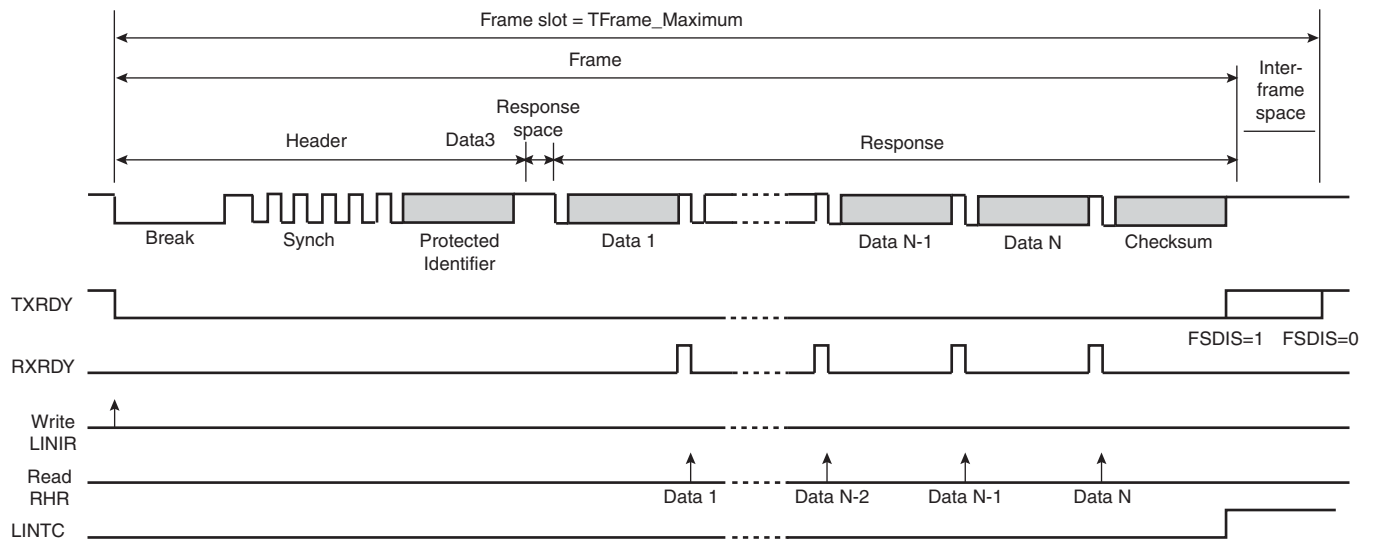 Frame slot = TFrame_Maximum
Frame
Inter-
frame
space
Response
space
Header
Data3
Response
Break
Synch
Protected
Identifier
Data 1
Data N-1
Data N
Checksum
TXRDY
FSDIS=1
FSDIS=0
RXRDY
Write
LINIR
Read
RHR
Data 1
Data N-2
Data N-1
Data N
LINTC